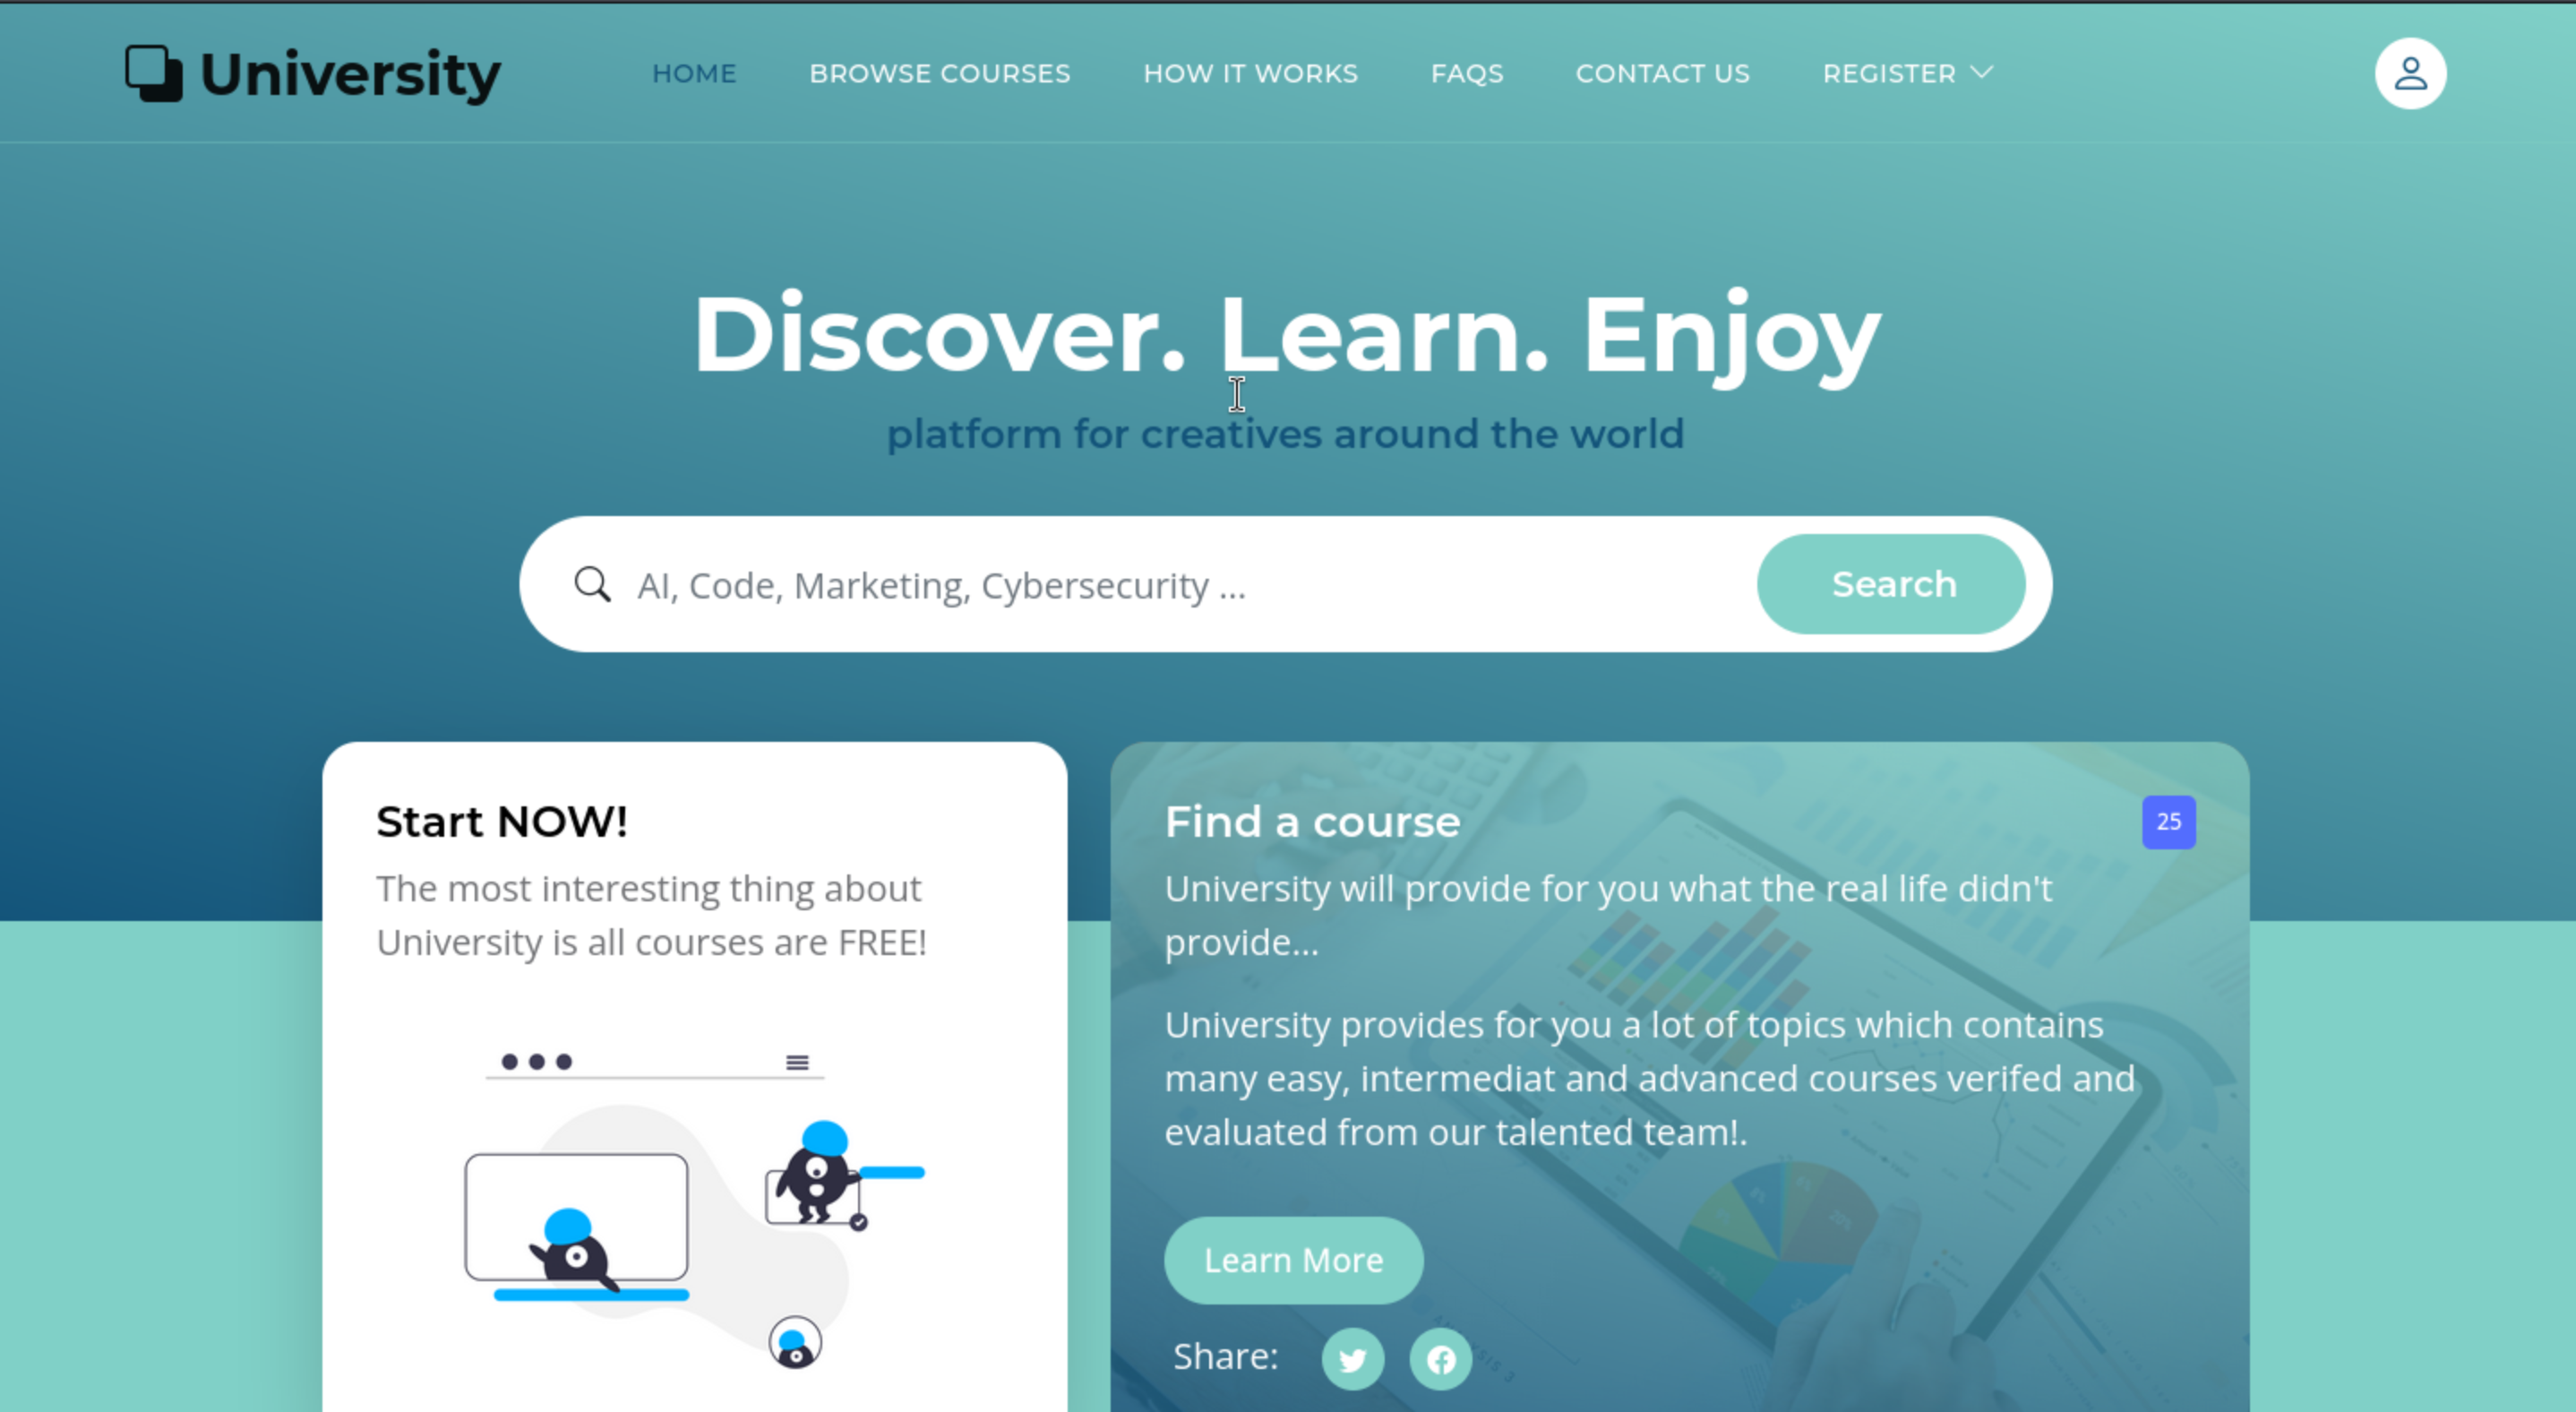 University
HOME
BROWSE COURSES
HOW IT WORKS
FAQS
CONTACT US
REGISTER
Discover. Learn. Enjoy
platform for creatives around the world
AI, Code, Marketing, Cybersecurity ...
Search
Start NOW!
The most interesting thing about
University is all courses are FREE!
Find a course
25
University will provide for you what the real life didn't
provide...
University provides for you a lot of topics which contains
many easy, intermediat and advanced courses verifed and
evaluated from our talented team!.
Learn More
Share: